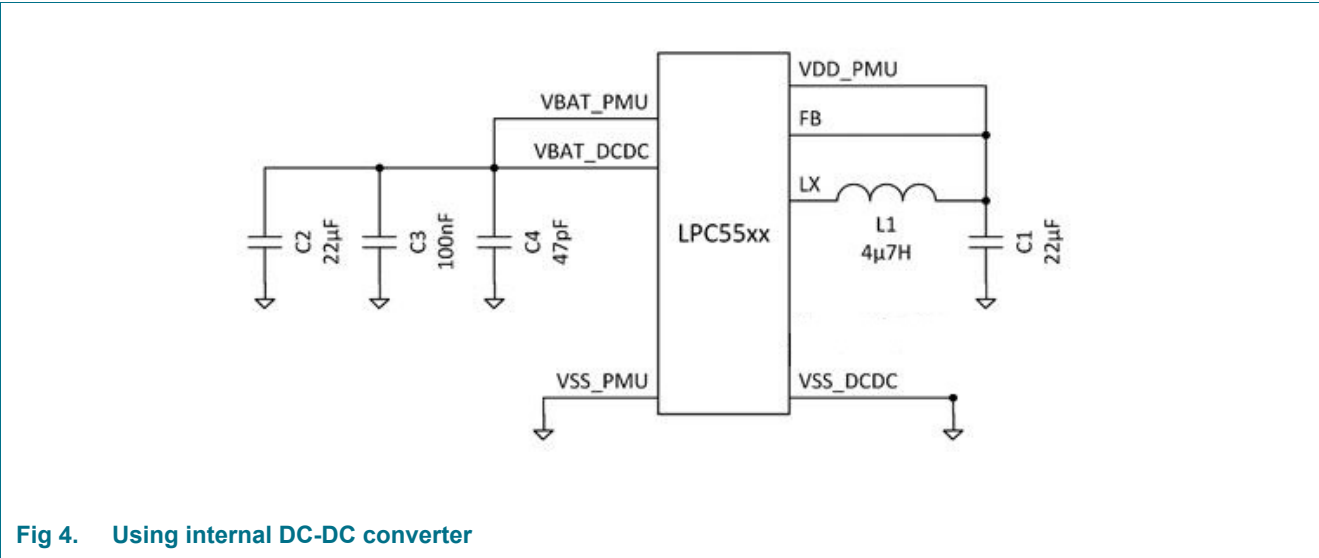 VDD_PMU
VBAT_PMU
FB
VBAT_DCDC
LX
LPC55xx
L1
4µ7H
C2
22µF
C3
100nF
C4
47pF
C1
22µF
VSS_PMU
VSS_DCDC
Fig 4. Using internal DC-DC converter